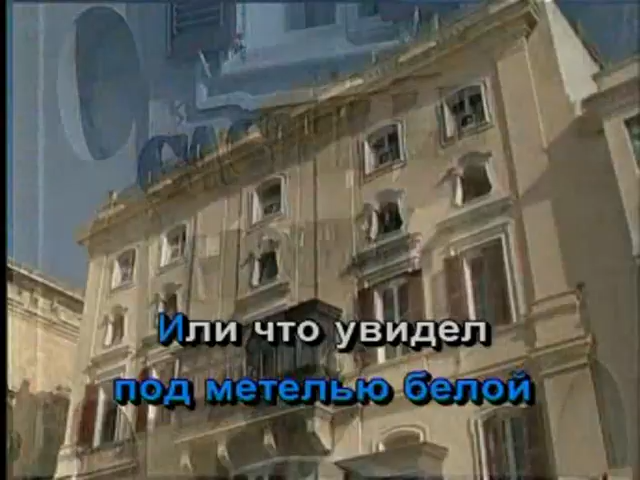 Или что увидел
под метелью белой